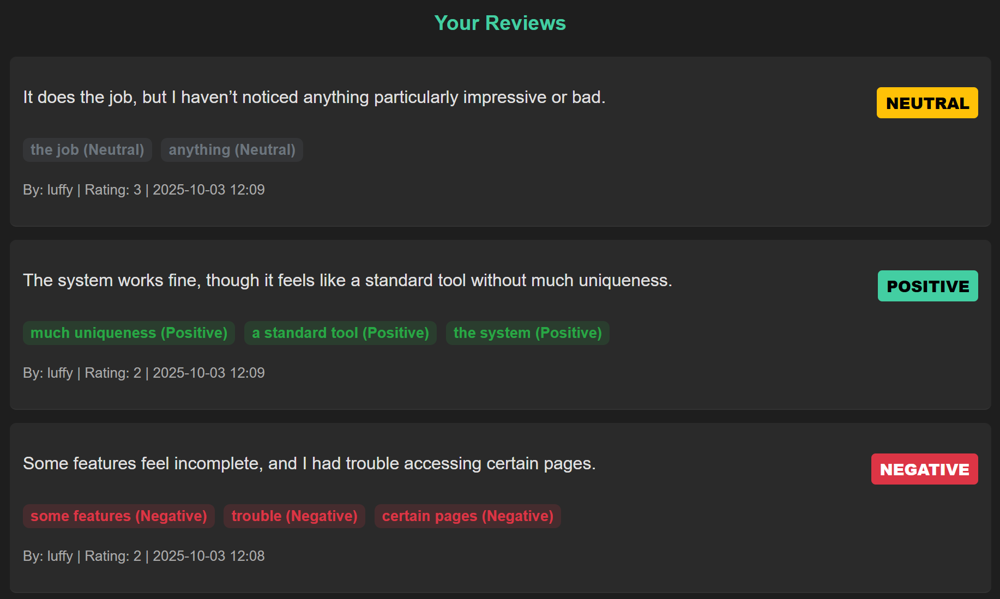 Your Reviews
It does the job, but I haven’t noticed anything particularly impressive or bad.
NEUTRAL
the job (Neutral) anything (Neutral)
By: luffy | Rating: 3 | 2025-10-03 12:09
The system works fine, though it feels like a standard tool without much uniqueness.
POSITIVE
much uniqueness (Positive) a standard tool (Positive) the system (Positive)
By: luffy | Rating: 2 | 2025-10-03 12:09
Some features feel incomplete, and I had trouble accessing certain pages.
NEGATIVE
some features (Negative) trouble (Negative) certain pages (Negative)
By: luffy | Rating: 2 | 2025-10-03 12:08